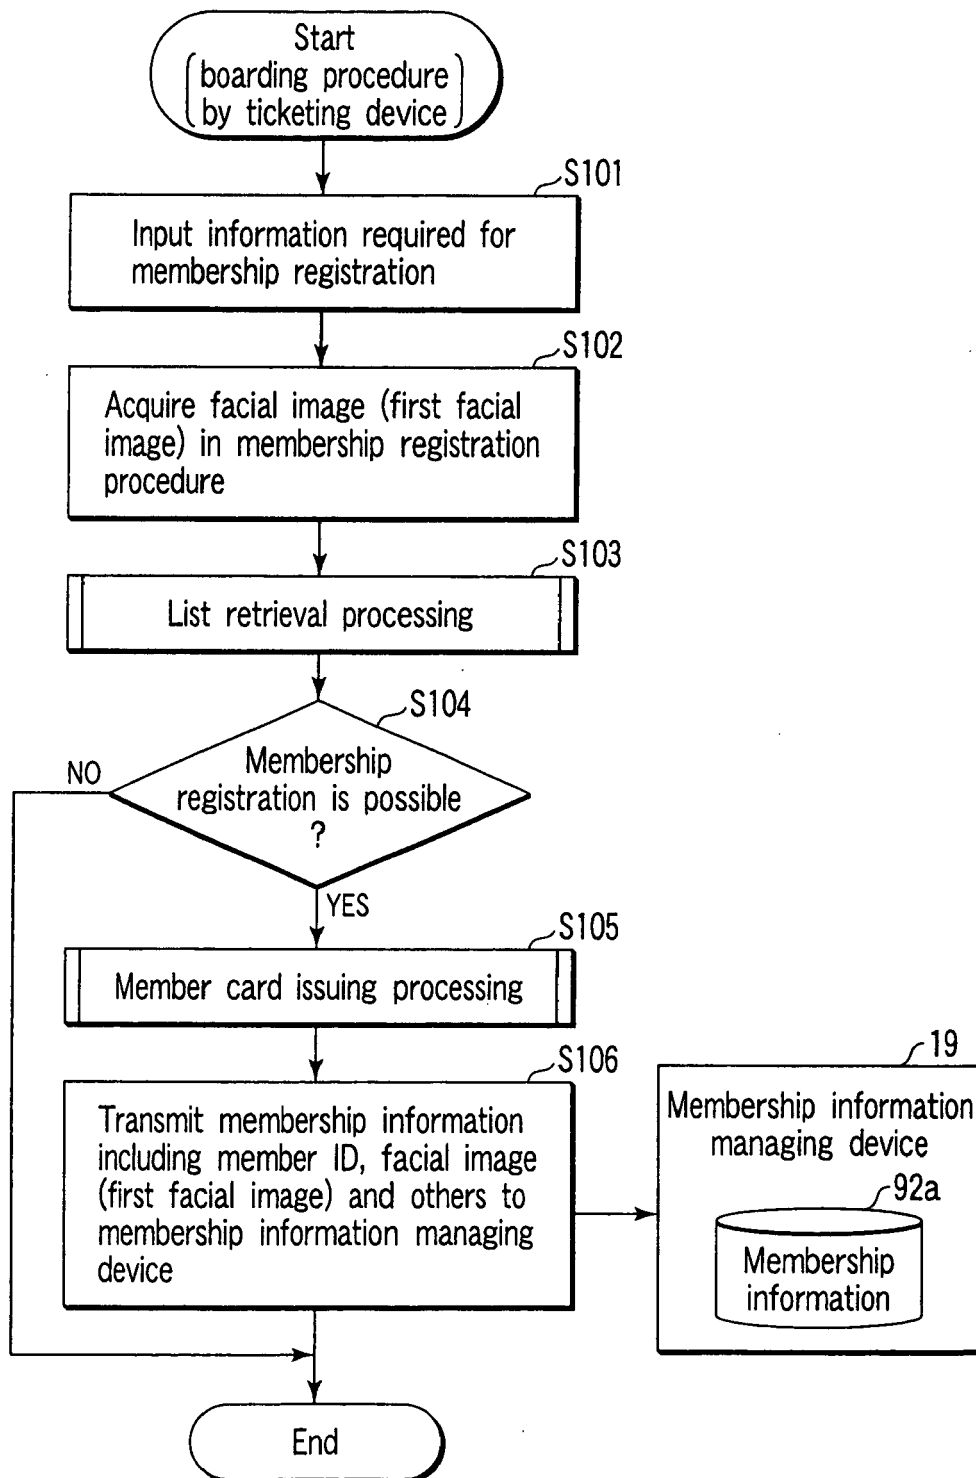 Start
boarding procedure
by ticketing device
S101
Input information required for
membership registration
S102
Acquire facial image (first facial
image) in membership registration
procedure
S103
List retrieval processing
S104
Membership
registration is possible
?
NO
YES
S105
Member card issuing processing
S106
Transmit membership information
including member ID, facial image
(first facial image) and others to
membership information managing
device
19
Membership information
managing device
92a
Membership
information
End